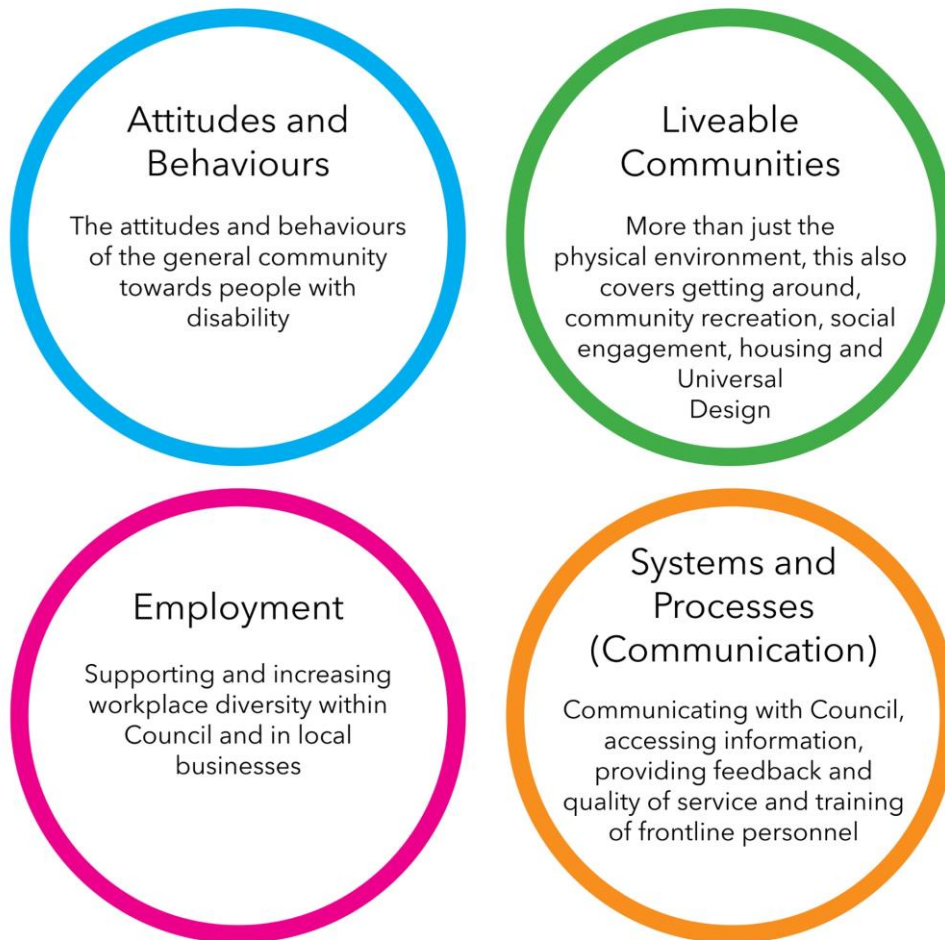 Attitudes and
Behaviours
The attitudes and behaviours
of the general community
towards people with
disability
Liveable
Communities
More than just the
physical environment, this also
covers getting around,
community recreation, social
engagement, housing and
Universal
Design
Employment
Supporting and increasing
workplace diversity within
Council and in local
businesses
Systems and
Processes
(Communication)
Communicating with Council,
accessing information,
providing feedback and
quality of service and training
of frontline personnel